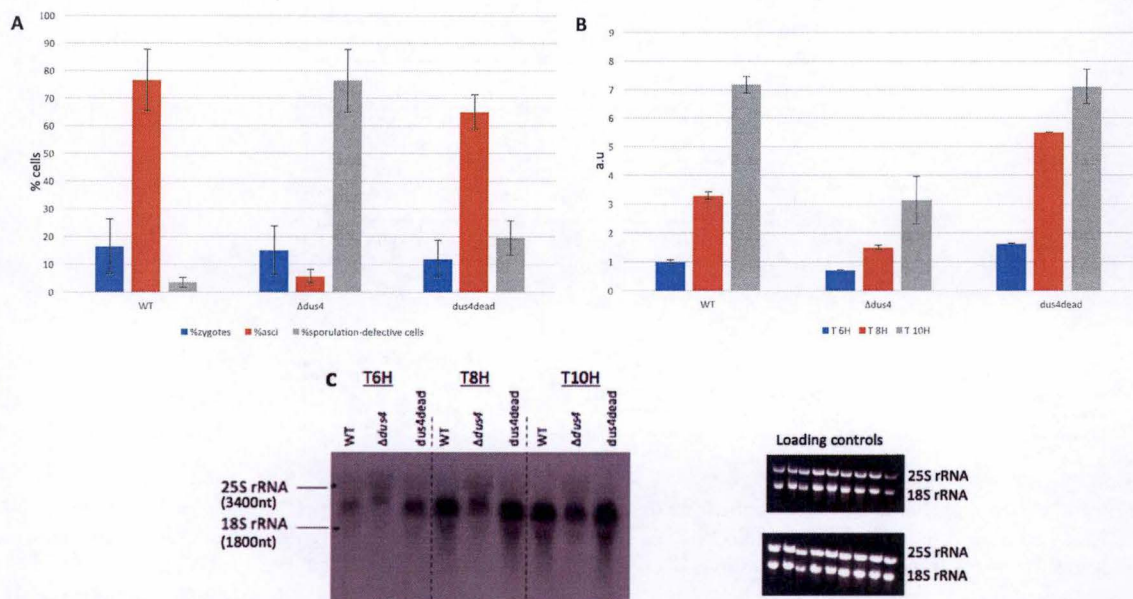 A
100
90
80
70
60
50
40
30
20
10
0
% cells
WT
Δdus4
dus4dead
%zygotes %asci %sporulation-defective cells
B
9
8
7
6
5
4
3
2
1
0
a.u
WT
Δdus4
dus4dead
T 6H T 8H T 10H
C
T6H T8H T10H
WT Δdus4 dus4dead WT Δdus4 dus4dead WT Δdus4 dus4dead
25S rRNA
(3400nt)
18S rRNA
(1800nt)
Loading controls
25S rRNA
18S rRNA
25S rRNA
18S rRNA